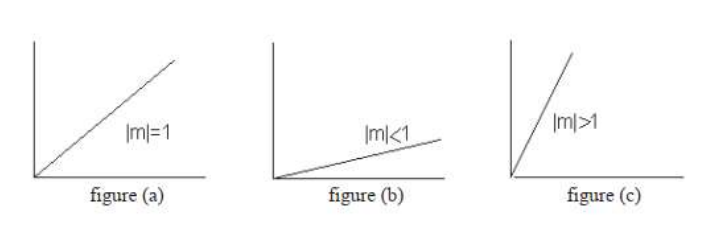 |m|=1
|m|<1
|m|>1
figure (a)
figure (b)
figure (c)